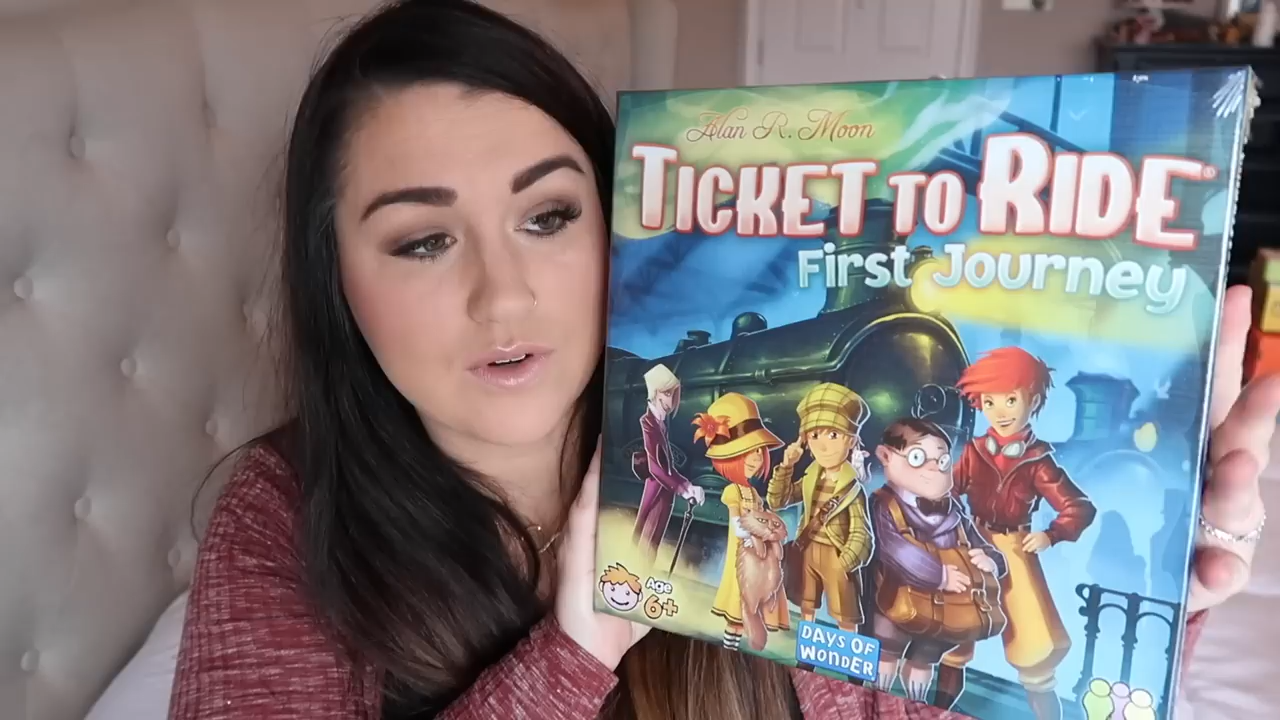 Alan R. Moon
TICKET TO RIDE®
First Journey
Age
6+
DAYS OF
WONDER